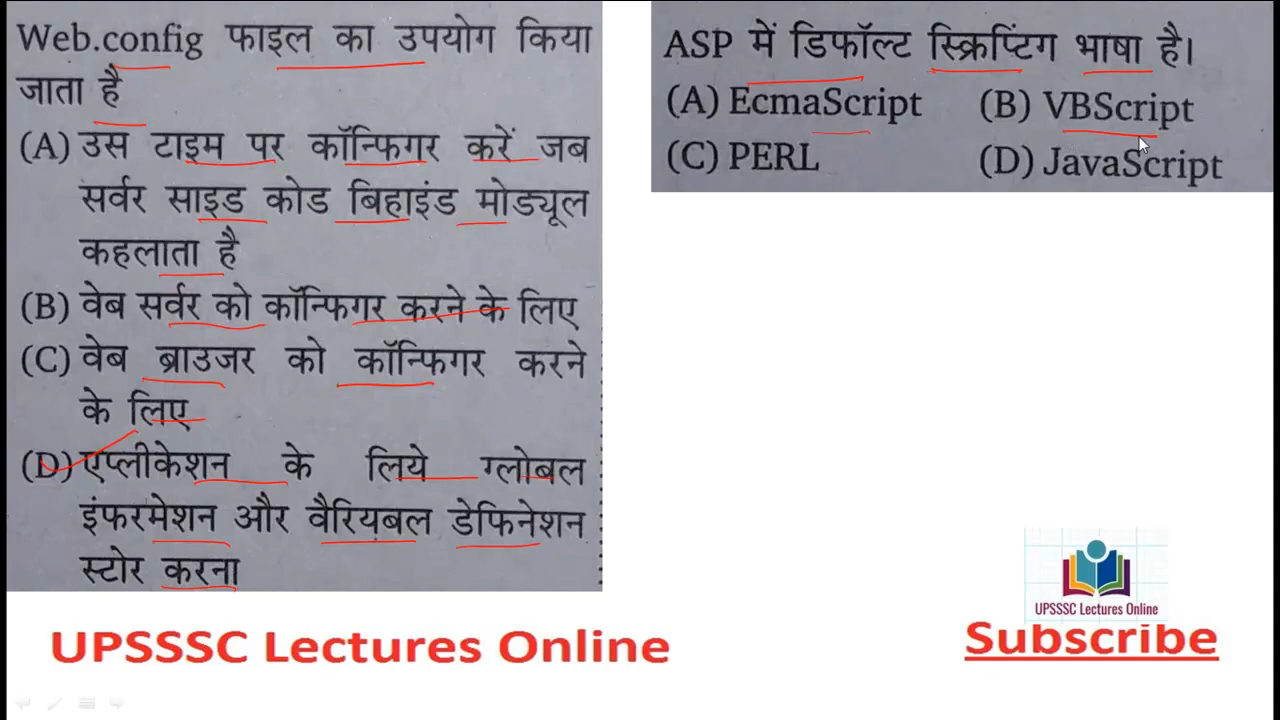 Web.config फाइल का उपयोग किया
जाता है
(A) उस टाइम पर कॉन्फिगर करें जब
सर्वर साइड कोड बिहाइंड मोड्यूल
कहलाता है
(B) वेब सर्वर को कॉन्फिगर करने के लिए
(C) वेब ब्राउजर को कॉन्फिगर करने
के लिए
(D) एप्लीकेशन के लिये ग्लोबल
इंफरमेशन और वैरियबल डेफिनेशन
स्टोर करना
ASP में डिफॉल्ट स्क्रिप्टिंग भाषा है।
(A) EcmaScript (B) VBScript
(C) PERL (D) JavaScript
UPSSSC Lectures Online
UPSSSC Lectures Online
Subscribe